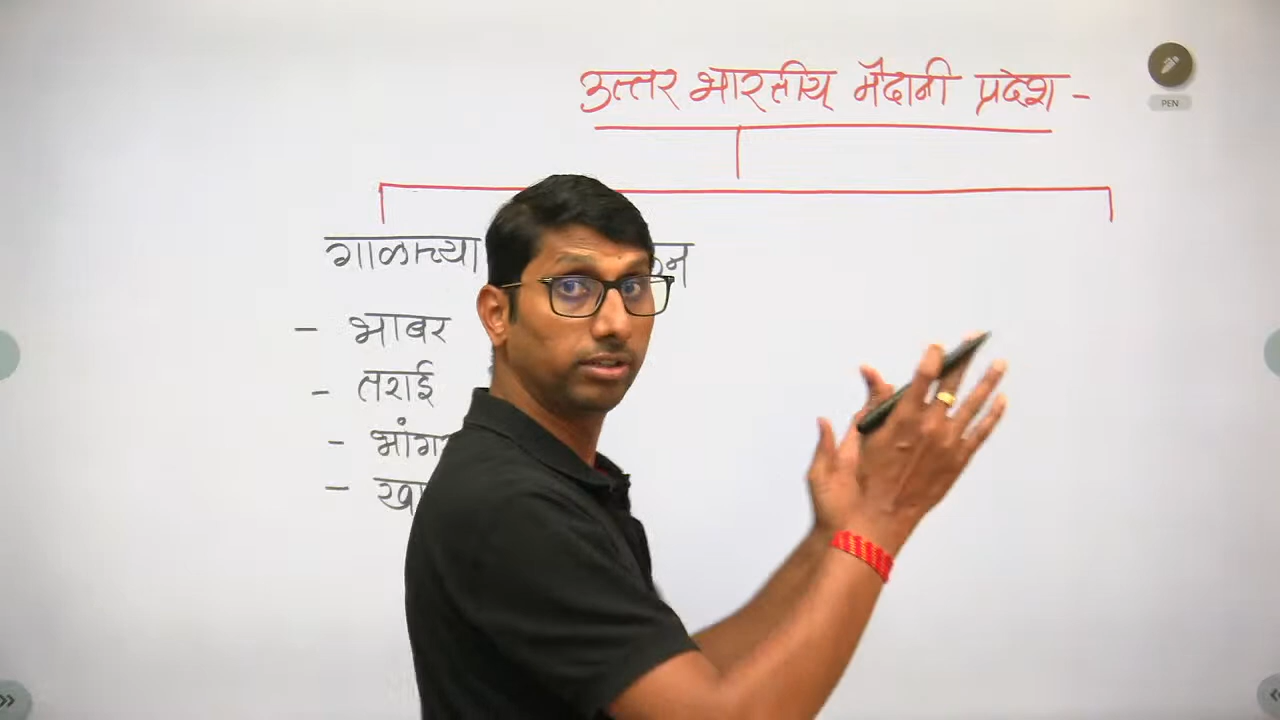 उत्तर भारतीय मैदानी प्रदेश -
PEN
गाळाच्या
- भाबर
- तराई
-
-